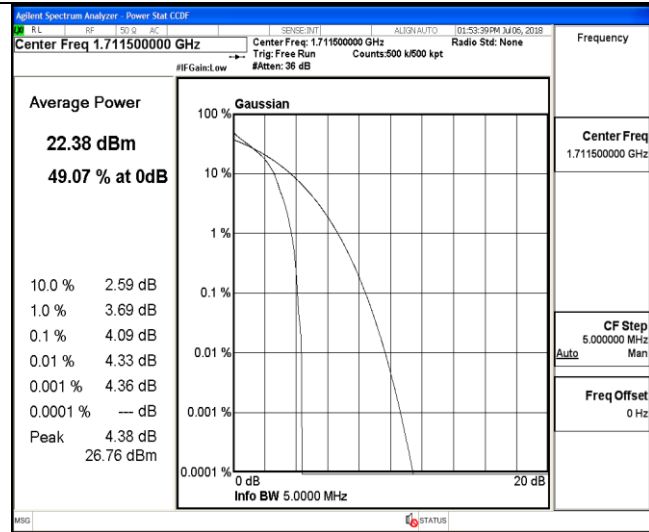 Agilent Spectrum Analyzer - Power Stat CCDF
RL RF 50 Ω AC SENSE:INT ALIGN AUTO 01:53:39 PM Jul 06, 2018
Center Freq 1.711500000 GHz
Center Freq: 1.711500000 GHz Radio Std: None
Trig: Free Run Counts:500 k/500 kpt
#IFGain:Low #Atten: 36 dB
Frequency
Average Power
22.38 dBm
49.07 % at 0dB
10.0 % 2.59 dB
1.0 % 3.69 dB
0.1 % 4.09 dB
0.01 % 4.33 dB
0.001 % 4.36 dB
0.0001 % --- dB
Peak 4.38 dB
26.76 dBm
Gaussian
100 %
10 %
1 %
0.1 %
0.01 %
0.001 %
0.0001 %
0 dB 20 dB
Info BW 5.0000 MHz
Center Freq
1.711500000 GHz
CF Step
5.000000 MHz
Auto Man
Freq Offset
0 Hz
MSG STATUS